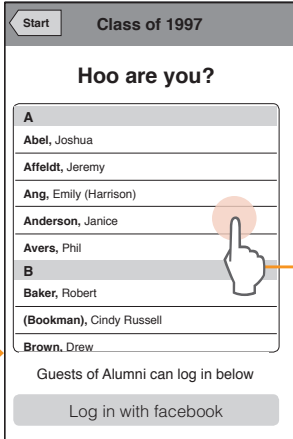 Start
Class of 1997
Hoo are you?
A
Abel, Joshua
Affeldt, Jeremy
Ang, Emily (Harrison)
Anderson, Janice
Avers, Phil
B
Baker, Robert
(Bookman), Cindy Russell
Brown, Drew
Guests of Alumni can log in below
Log in with facebook